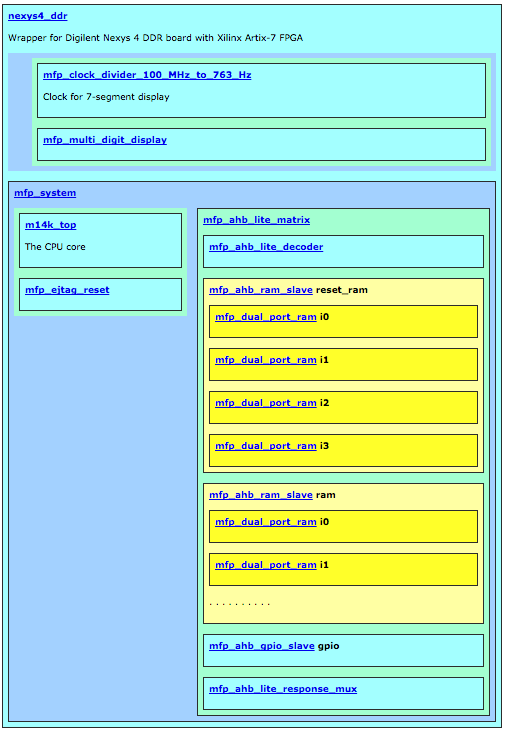 nexys4_ddr
Wrapper for Digilent Nexys 4 DDR board with Xilinx Artix-7 FPGA
mfp_clock_divider_100_MHz_to_763_Hz
Clock for 7-segment display
mfp_multi_digit_display
mfp_system
m14k_top
The CPU core
mfp_ejtag_reset
mfp_ahb_lite_matrix
mfp_ahb_lite_decoder
mfp_ahb_ram_slave reset_ram
mfp_dual_port_ram i0
mfp_dual_port_ram i1
mfp_dual_port_ram i2
mfp_dual_port_ram i3
mfp_ahb_ram_slave ram
mfp_dual_port_ram i0
mfp_dual_port_ram i1
. . . . . . . . . .
mfp_ahb_gpio_slave gpio
mfp_ahb_lite_response_mux